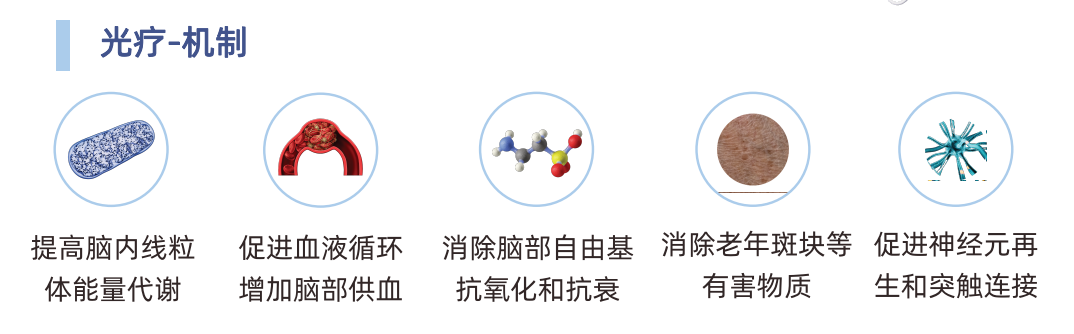 光疗-机制
提高脑内线粒
体能量代谢
促进血液循环
增加脑部供血
消除脑部自由基
抗氧化和抗衰
消除老年斑块等
有害物质
促进神经元再
生和突触连接